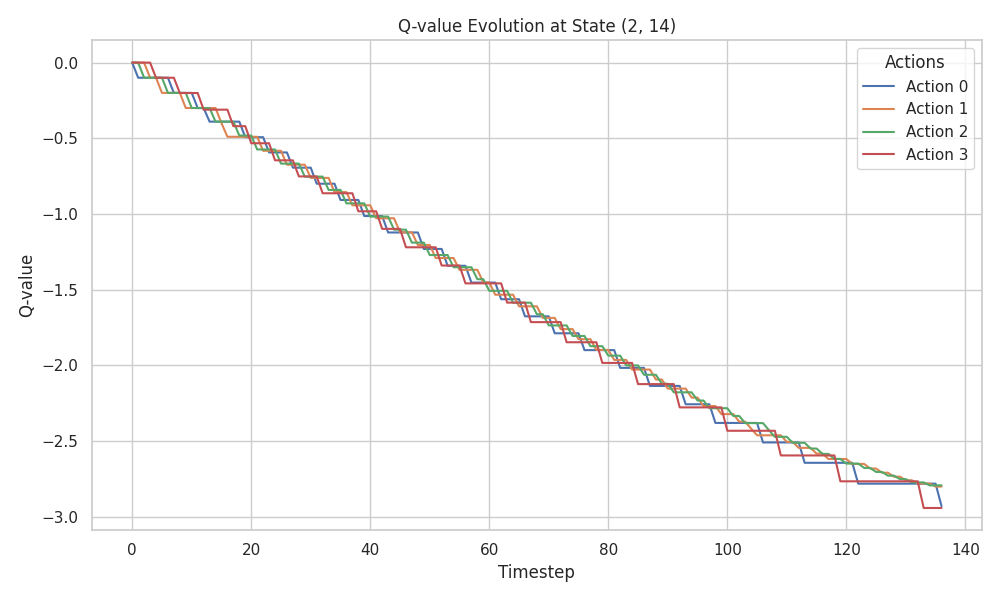 Q-value Evolution at State (2, 14)
Actions
Action 0
Action 1
Action 2
Action 3
Q-value
0.0
−0.5
−1.0
−1.5
−2.0
−2.5
−3.0
0 20 40 60 80 100 120 140
Timestep